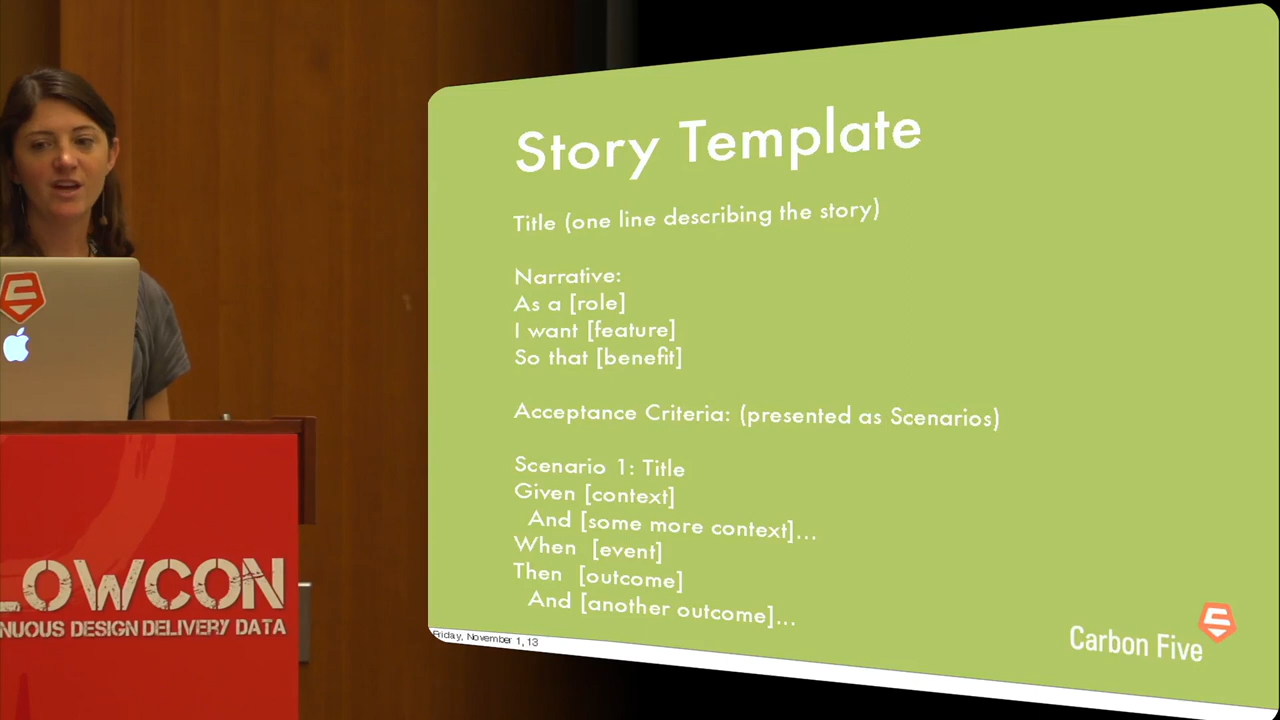 Story Template
Title (one line describing the story)
Narrative:
As a [role]
I want [feature]
So that [benefit]
Acceptance Criteria: (presented as Scenarios)
Scenario 1: Title
Given [context]
And [some more context]...
When [event]
Then [outcome]
And [another outcome]...
Friday, November 1, 13
Carbon Five
LOWCON
NUOUS DESIGN DELIVERY DATA